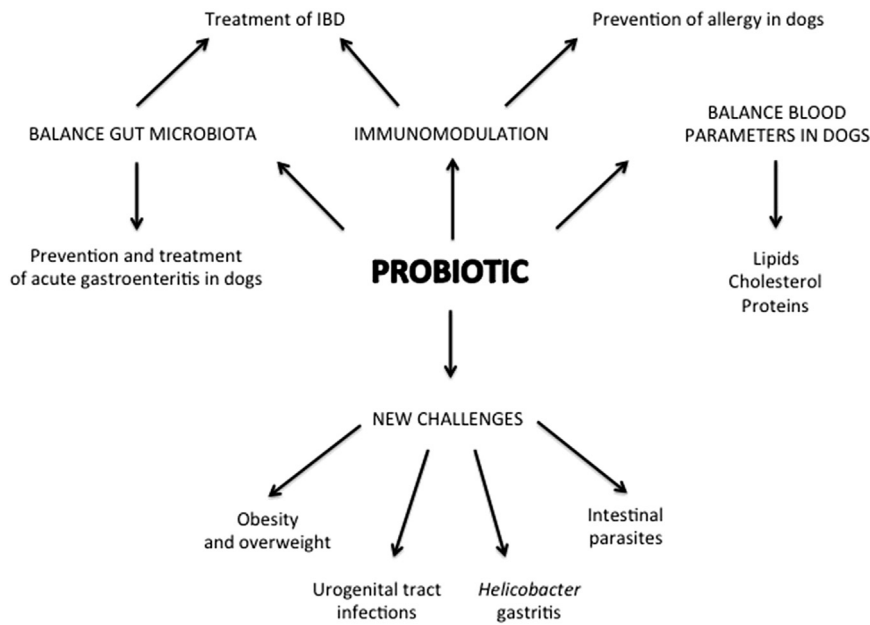 Treatment of IBD
Prevention of allergy in dogs
BALANCE GUT MICROBIOTA
IMMUNOMODULATION
BALANCE BLOOD
PARAMETERS IN DOGS
Prevention and treatment
of acute gastroenteritis in dogs
PROBIOTIC
Lipids
Cholesterol
Proteins
NEW CHALLENGES
Obesity
and overweight
Urogenital tract
infections
Helicobacter
gastritis
Intestinal
parasites